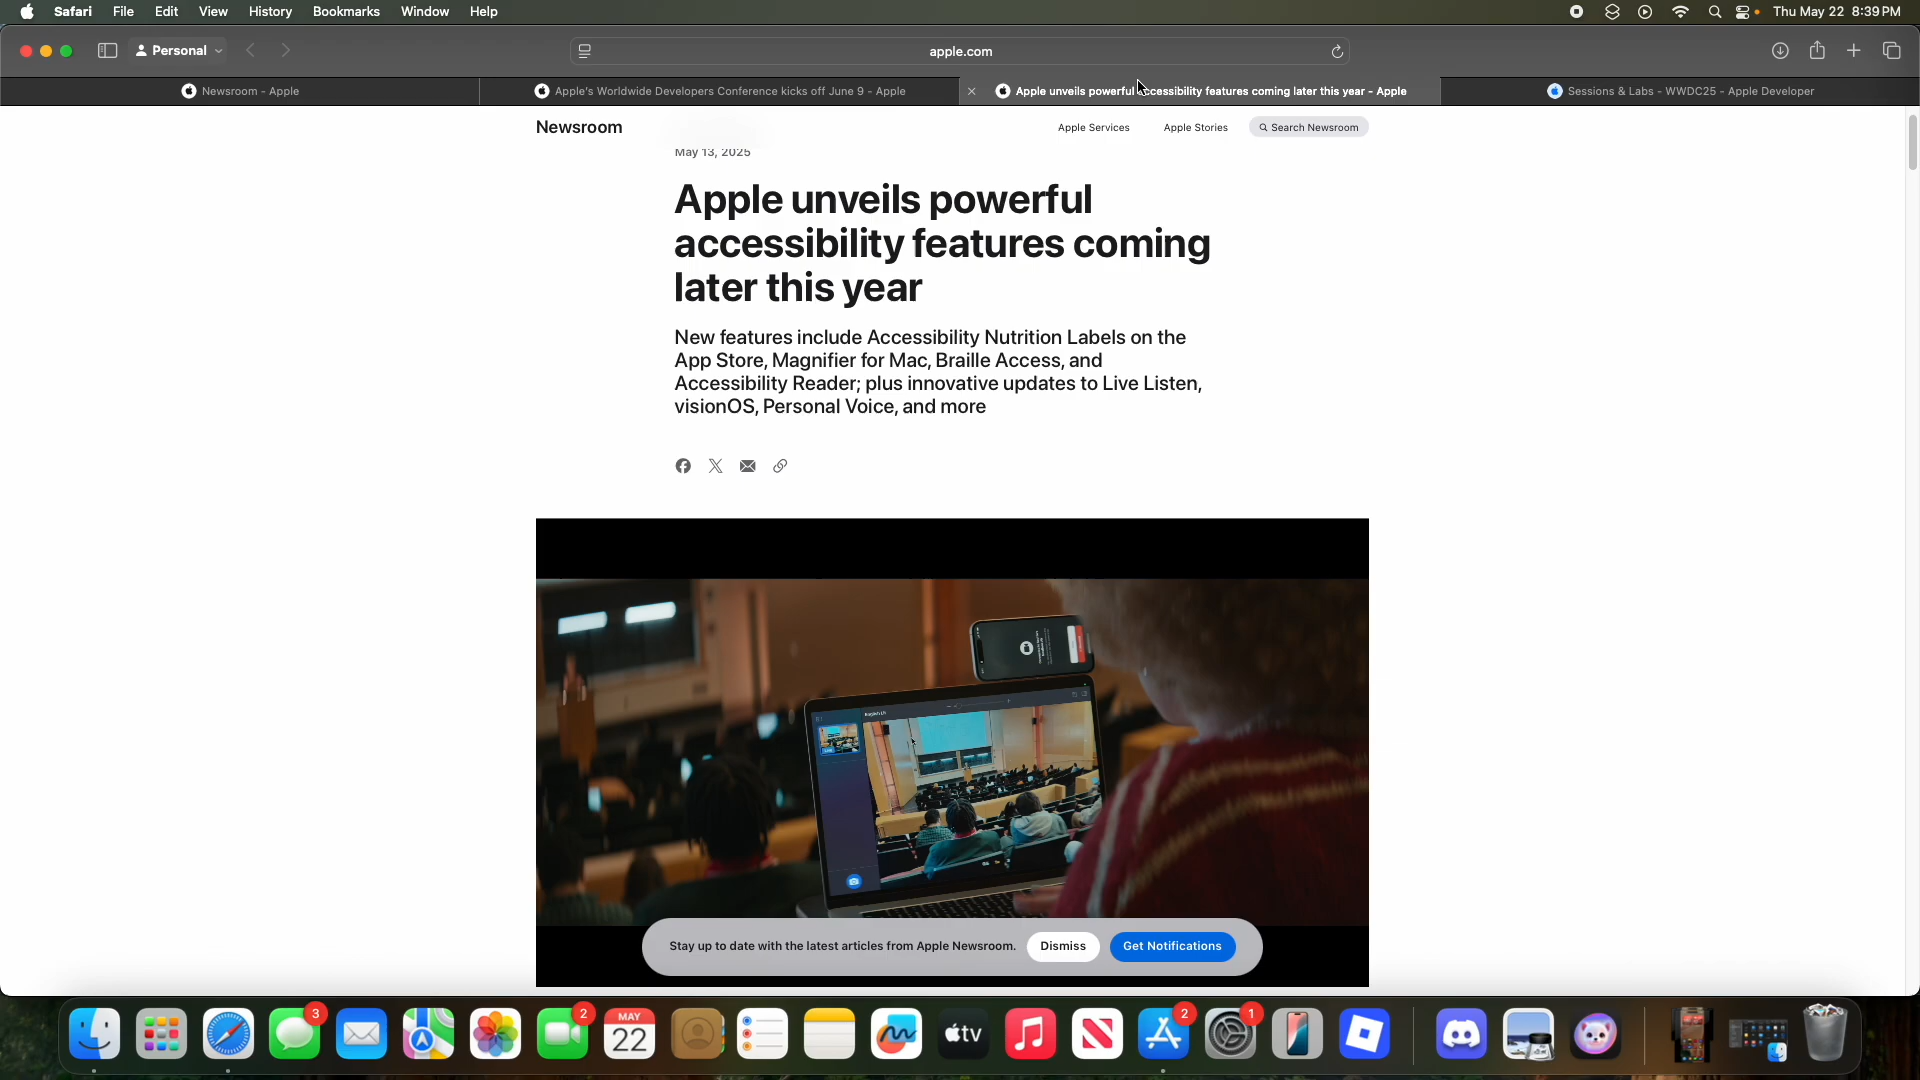 Safari File Edit View History Bookmarks Window Help Thu May 22 8:39 PM
Personal apple.com
Newsroom - Apple Apple's Worldwide Developers Conference kicks off June 9 - Apple Apple unveils powerful accessibility features coming later this year - Apple Sessions & Labs - WWDC25 - Apple Developer
Newsroom Apple Services Apple Stories Search Newsroom
May 13, 2025
Apple unveils powerful
accessibility features coming
later this year
New features include Accessibility Nutrition Labels on the
App Store, Magnifier for Mac, Braille Access, and
Accessibility Reader; plus innovative updates to Live Listen,
visionOS, Personal Voice, and more
Stay up to date with the latest articles from Apple Newsroom. Dismiss Get Notifications
3 2 MAY 2 1
22 tv